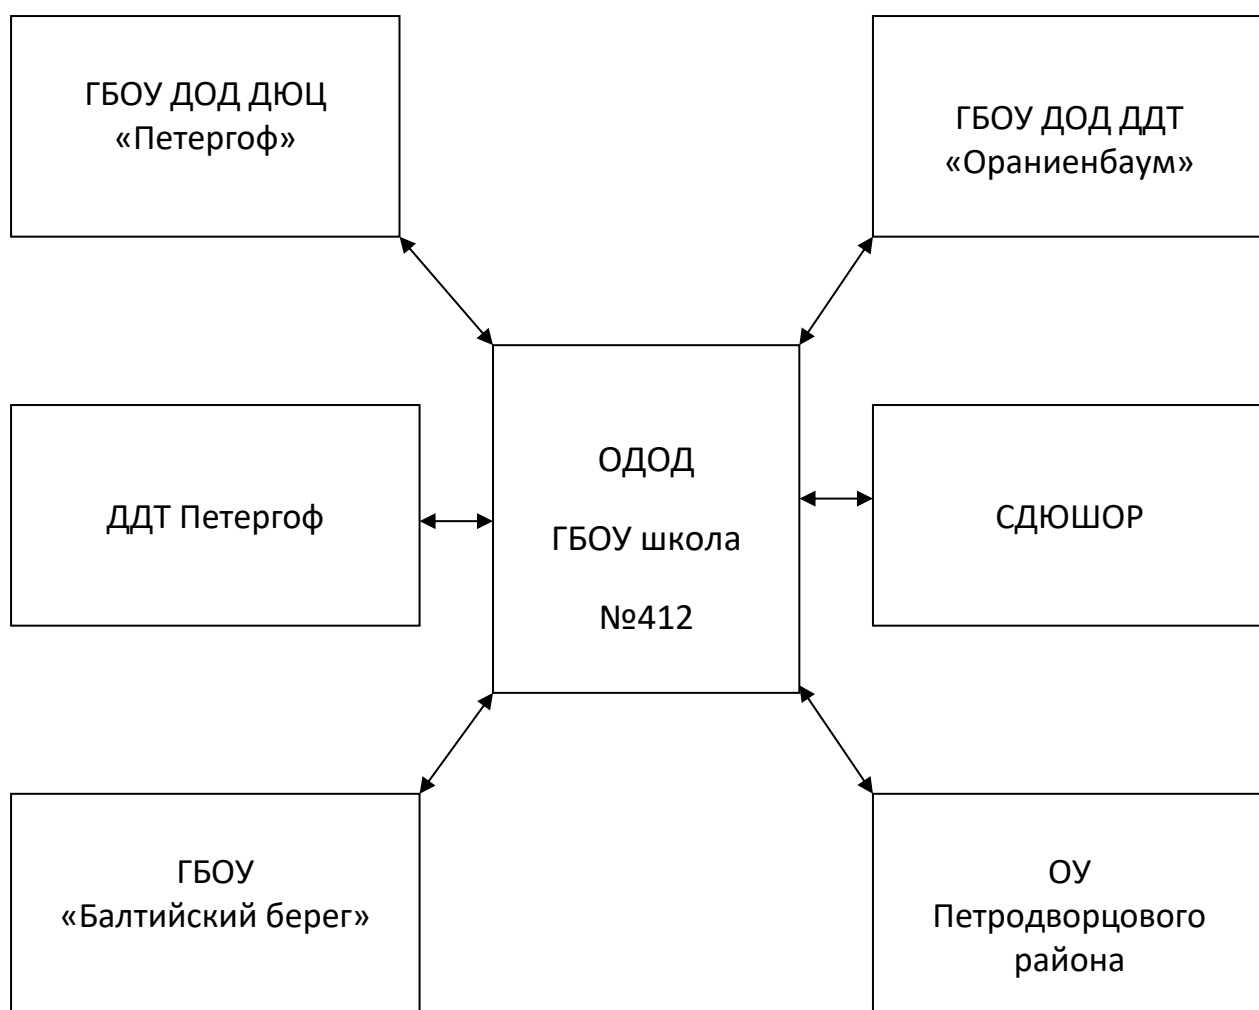 ГБОУ ДОД ДЮЦ
«Петергоф»
ГБОУ ДОД ДДТ
«Ораниенбаум»
ДДТ Петергоф
ОДОД
ГБОУ школа
№412
СДЮШОР
ГБОУ
«Балтийский берег»
ОУ
Петродворцового
района